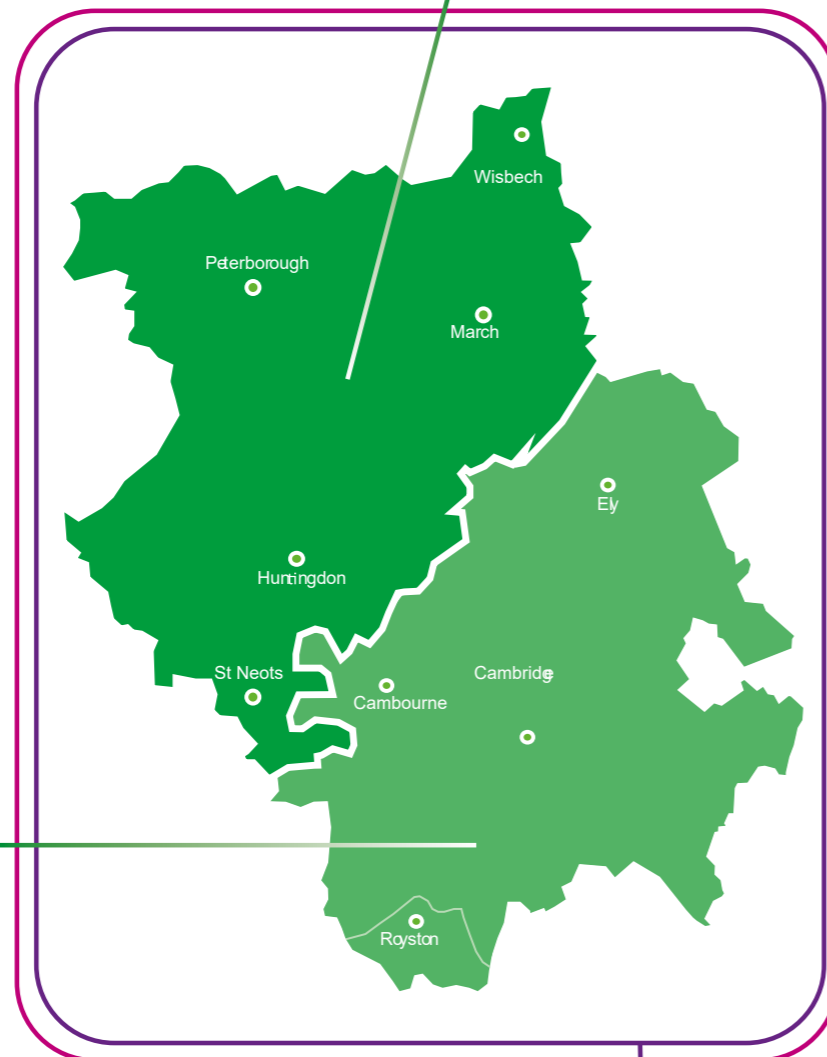 Wisbech
Peterborough
March
Ely
Huntingdon
St Neots
Cambridge
Cambourne
Royston